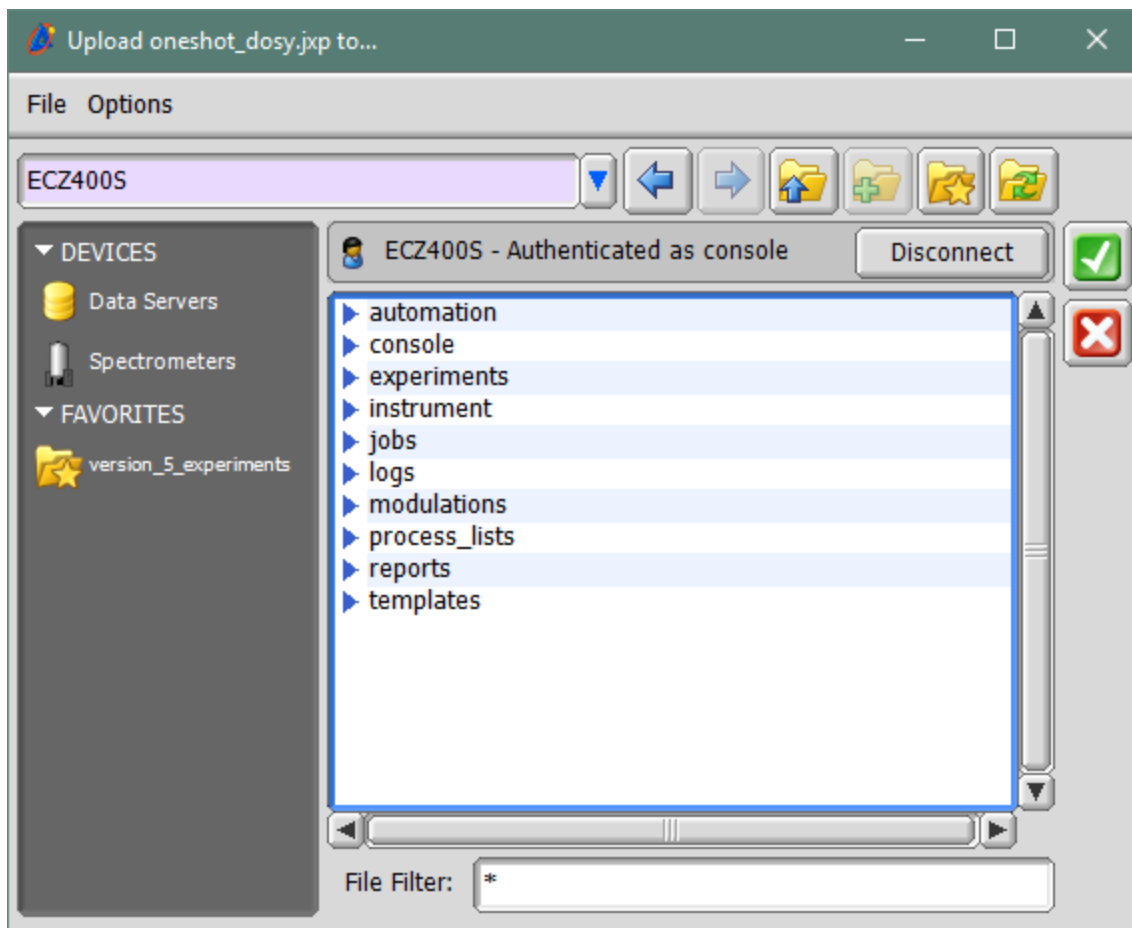 Upload oneshot_dosy.jxp to...
File Options
ECZ400S
DEVICES
Data Servers
Spectrometers
FAVORITES
version_5_experiments
ECZ400S - Authenticated as console
Disconnect
automation
console
experiments
instrument
jobs
logs
modulations
process_lists
reports
templates
File Filter: *